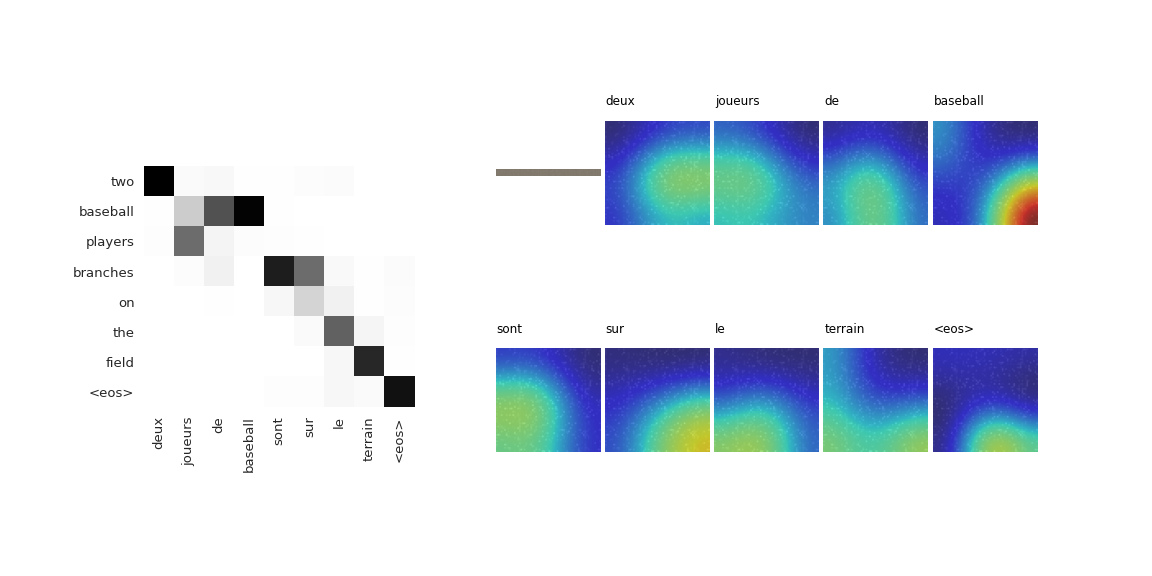 two
baseball
players
branches
on
the
field
<eos>
deux
joueurs
de
baseball
sont
sur
le
terrain
<eos>
deux joueurs de baseball
sont sur le terrain <eos>